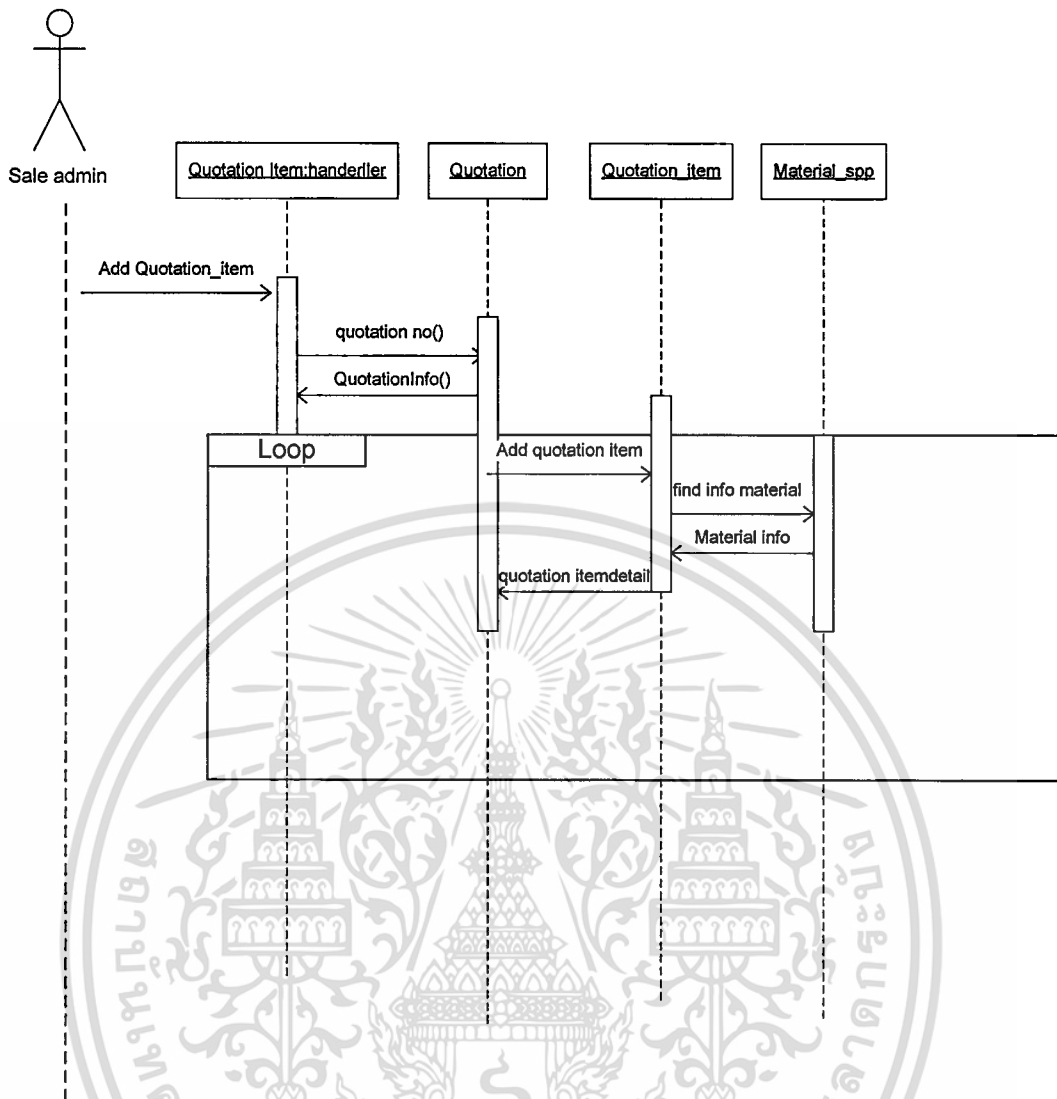 Sale admin
Quotation Item:handerller
Quotation
Quotation_item
Material_spp
Add Quotation_item
quotation no()
QuotationInfo()
Loop
Add quotation item
find info material
Material info
quotation itemdetail